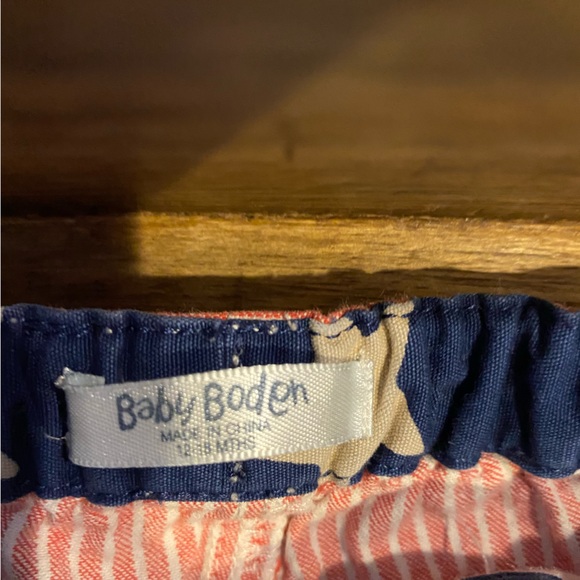 Baby Boden
MADE IN CHINA
12-18 MTHS